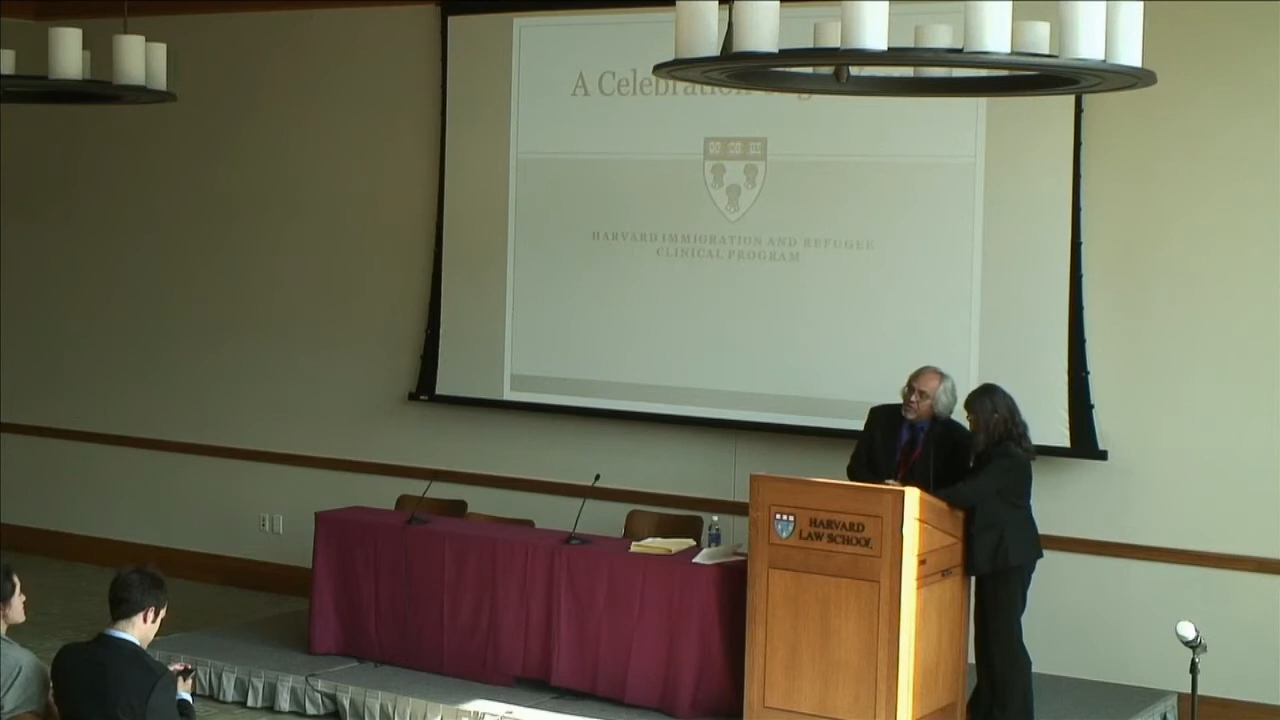 A Celebration
HARVARD IMMIGRATION AND REFUGEE
CLINICAL PROGRAM
HARVARD
LAW SCHOOL